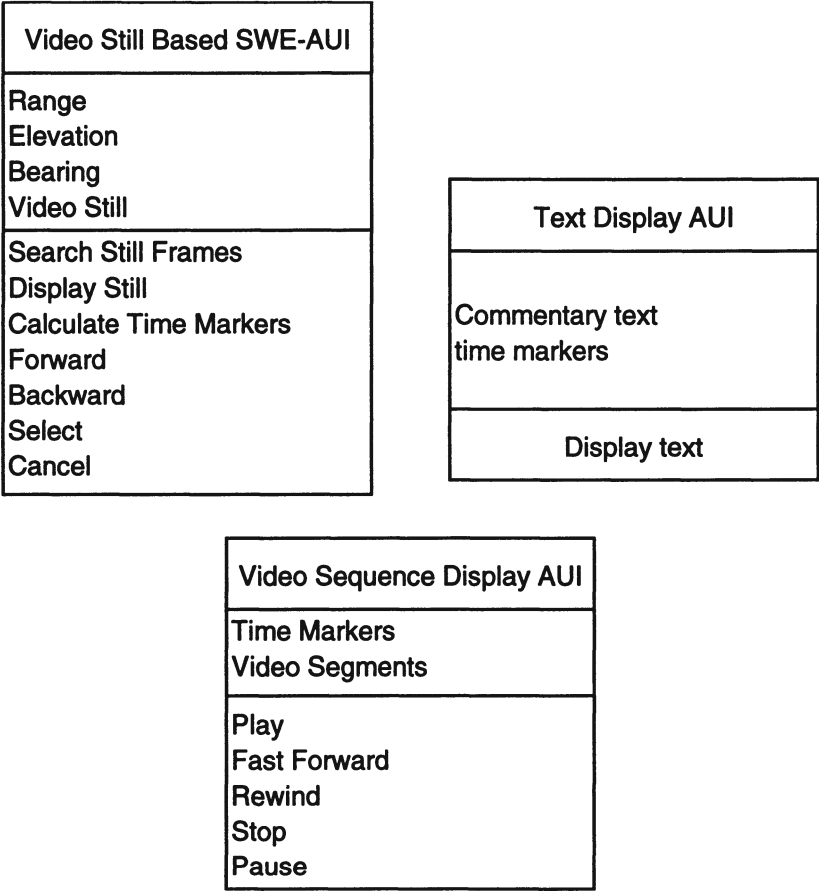 Video Still Based SWE-AUI
Range
Elevation
Bearing
Video Still
Search Still Frames
Display Still
Calculate Time Markers
Forward
Backward
Select
Cancel
Text Display AUI
Commentary text
time markers
Display text
Video Sequence Display AUI
Time Markers
Video Segments
Play
Fast Forward
Rewind
Stop
Pause